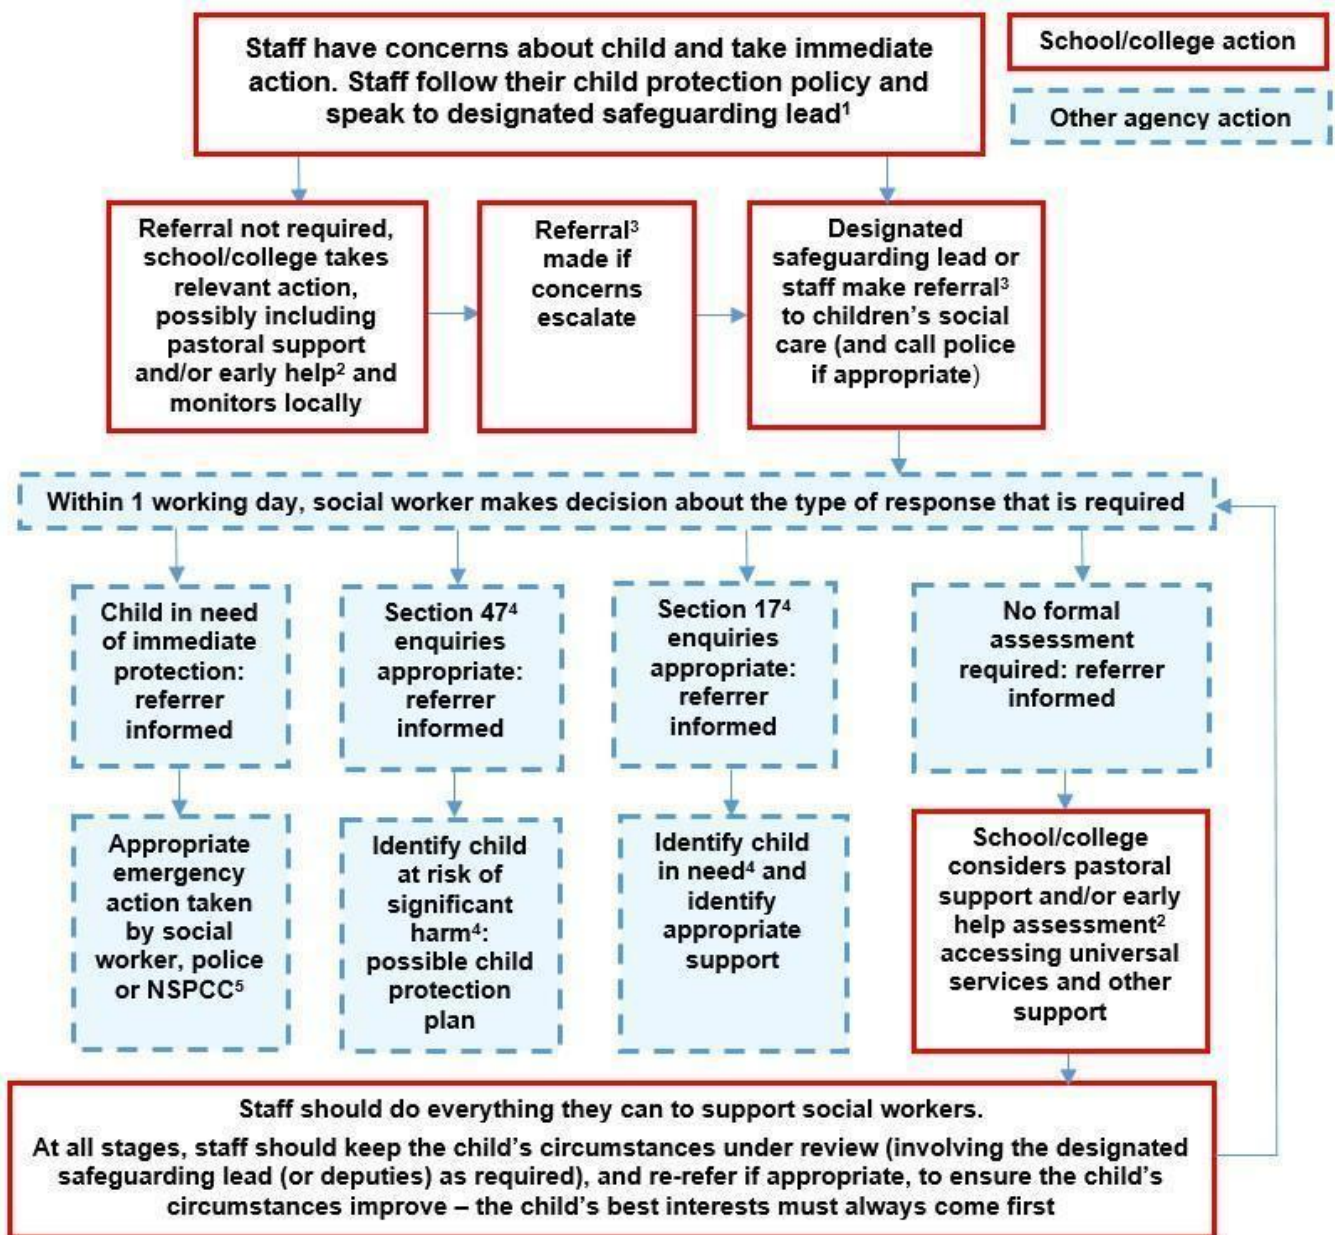 Staff have concerns about child and take immediate
action. Staff follow their child protection policy and
speak to designated safeguarding lead¹
School/college action
Other agency action
Referral not required,
school/college takes
relevant action,
possibly including
pastoral support
and/or early help² and
monitors locally
Referral³
made if
concerns
escalate
Designated
safeguarding lead or
staff make referral³
to children’s social
care (and call police
if appropriate)
Within 1 working day, social worker makes decision about the type of response that is required
Child in need
of immediate
protection:
referrer
informed
Section 47⁴
enquiries
appropriate:
referrer
informed
Section 17⁴
enquiries
appropriate:
referrer
informed
No formal
assessment
required: referrer
informed
Appropriate
emergency
action taken
by social
worker, police
or NSPCC⁵
Identify child
at risk of
significant
harm⁴:
possible child
protection
plan
Identify child
in need⁴ and
identify
appropriate
support
School/college
considers pastoral
support and/or early
help assessment²
accessing universal
services and other
support
Staff should do everything they can to support social workers.
At all stages, staff should keep the child’s circumstances under review (involving the designated
safeguarding lead (or deputies) as required), and re-refer if appropriate, to ensure the child’s
circumstances improve – the child’s best interests must always come first